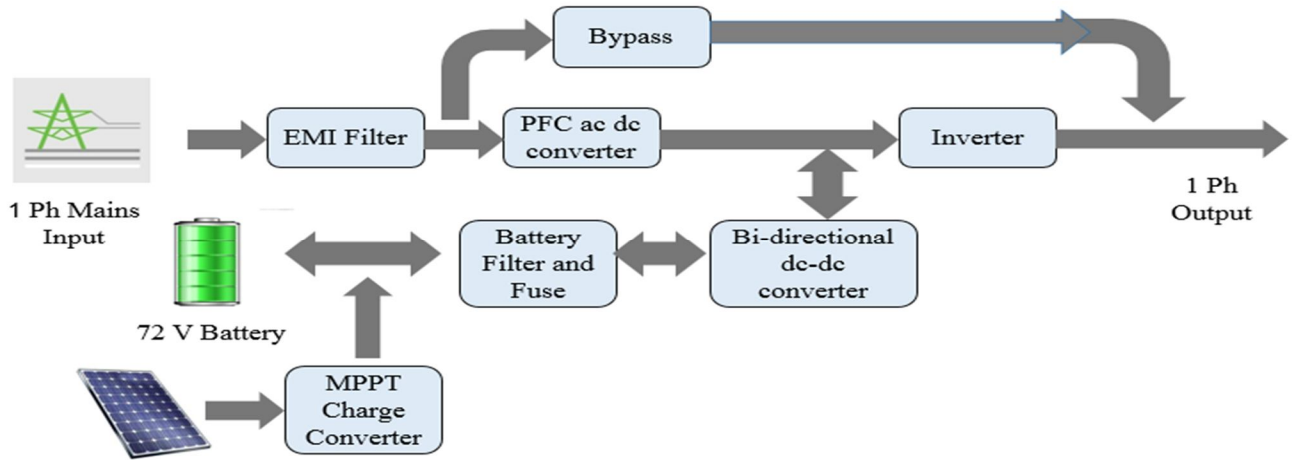 Bypass
EMI Filter
PFC ac dc
converter
Inverter
1 Ph Mains
Input
1 Ph
Output
Battery
Filter and
Fuse
Bi-directional
dc-dc
converter
72 V Battery
MPPT
Charge
Converter